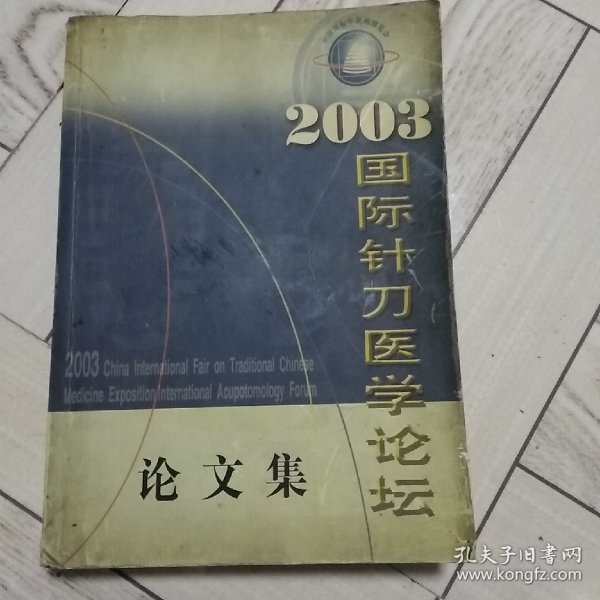 2003
国际针刀医学论坛
2003 China International Fair on Traditional Chinese
Medicine Exposition International Acupotomology Forum
论文集
孔夫子旧书网
www.kongfz.com